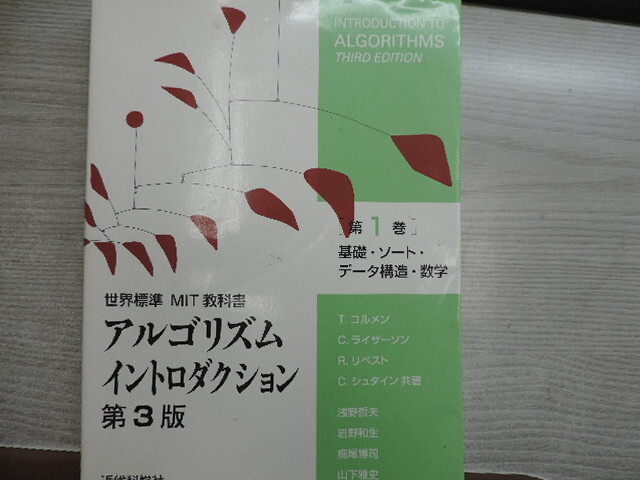 INTRODUCTION TO
ALGORITHMS
THIRD EDITION
[第1巻]
基礎・ソート・
データ構造・数学
世界標準 MIT教科書
アルゴリズム
イントロダクション
第3版
T. コルメン
C. ライザーソン
R. リベスト
C. シュタイン 共著
浅野哲夫
岩野和生
梅尾博司
山下雅史
近代科学社